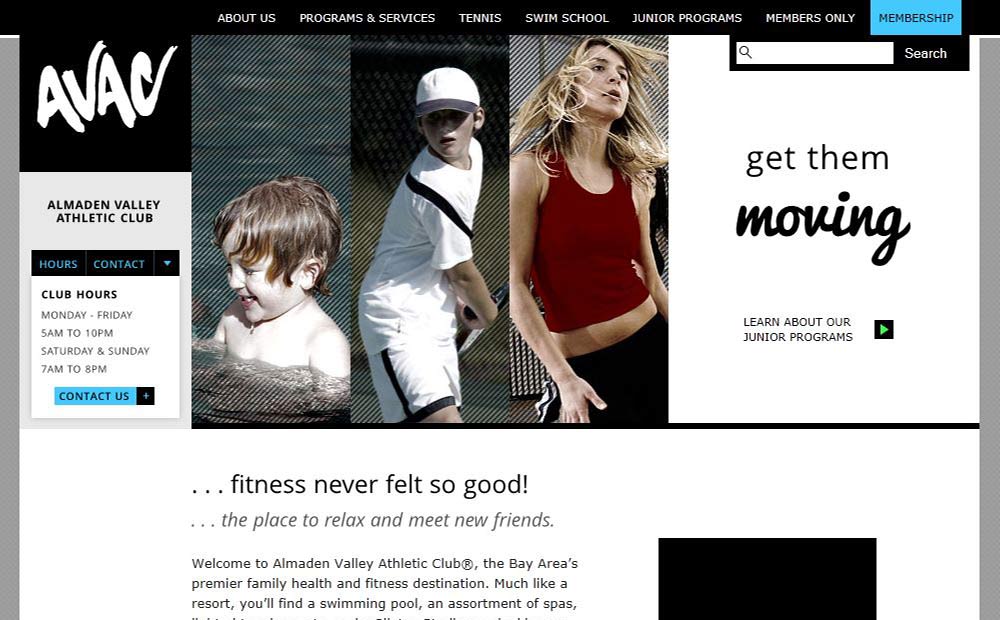 ABOUT US PROGRAMS & SERVICES TENNIS SWIM SCHOOL JUNIOR PROGRAMS MEMBERS ONLY MEMBERSHIP
Search
AVAC
ALMADEN VALLEY
ATHLETIC CLUB
HOURS CONTACT
CLUB HOURS
MONDAY - FRIDAY
5AM TO 10PM
SATURDAY & SUNDAY
7AM TO 8PM
CONTACT US +
get them
moving
LEARN ABOUT OUR
JUNIOR PROGRAMS
. . . fitness never felt so good!
. . . the place to relax and meet new friends.
Welcome to Almaden Valley Athletic Club®, the Bay Area’s
premier family health and fitness destination. Much like a
resort, you’ll find a swimming pool, an assortment of spas,